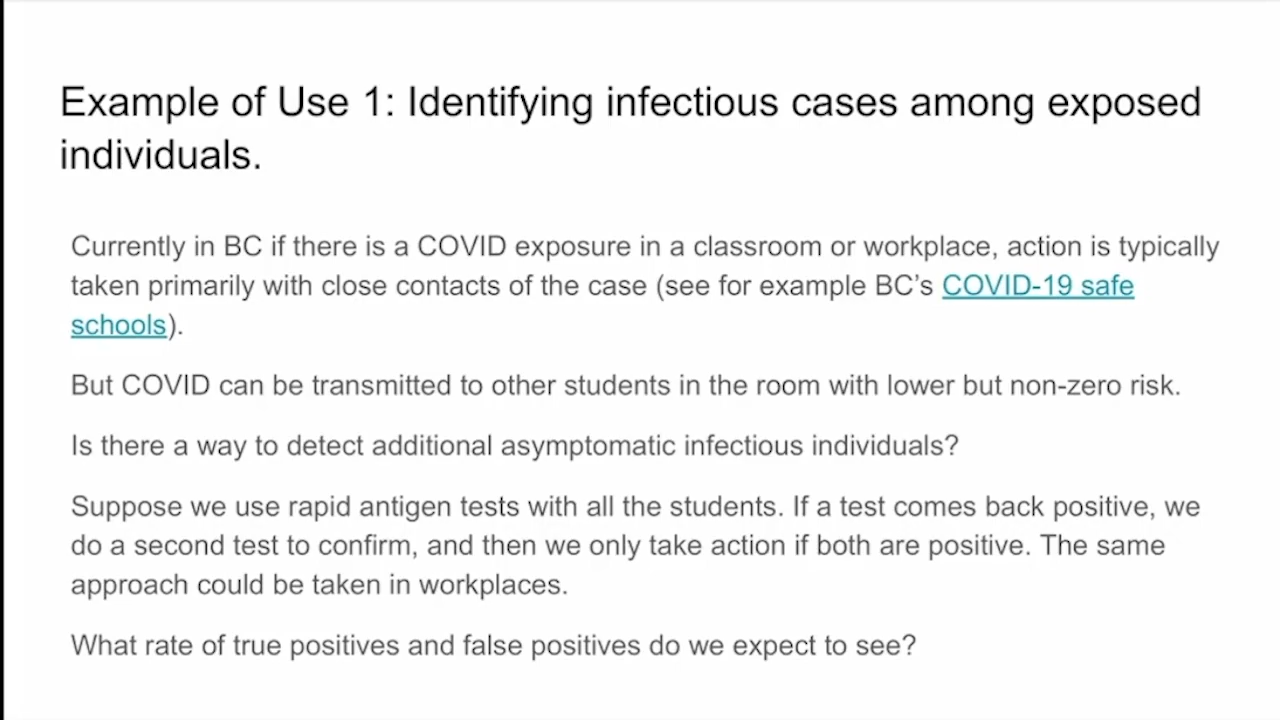 Example of Use 1: Identifying infectious cases among exposed
individuals.
Currently in BC if there is a COVID exposure in a classroom or workplace, action is typically
taken primarily with close contacts of the case (see for example BC’s COVID-19 safe
schools).
But COVID can be transmitted to other students in the room with lower but non-zero risk.
Is there a way to detect additional asymptomatic infectious individuals?
Suppose we use rapid antigen tests with all the students. If a test comes back positive, we
do a second test to confirm, and then we only take action if both are positive. The same
approach could be taken in workplaces.
What rate of true positives and false positives do we expect to see?